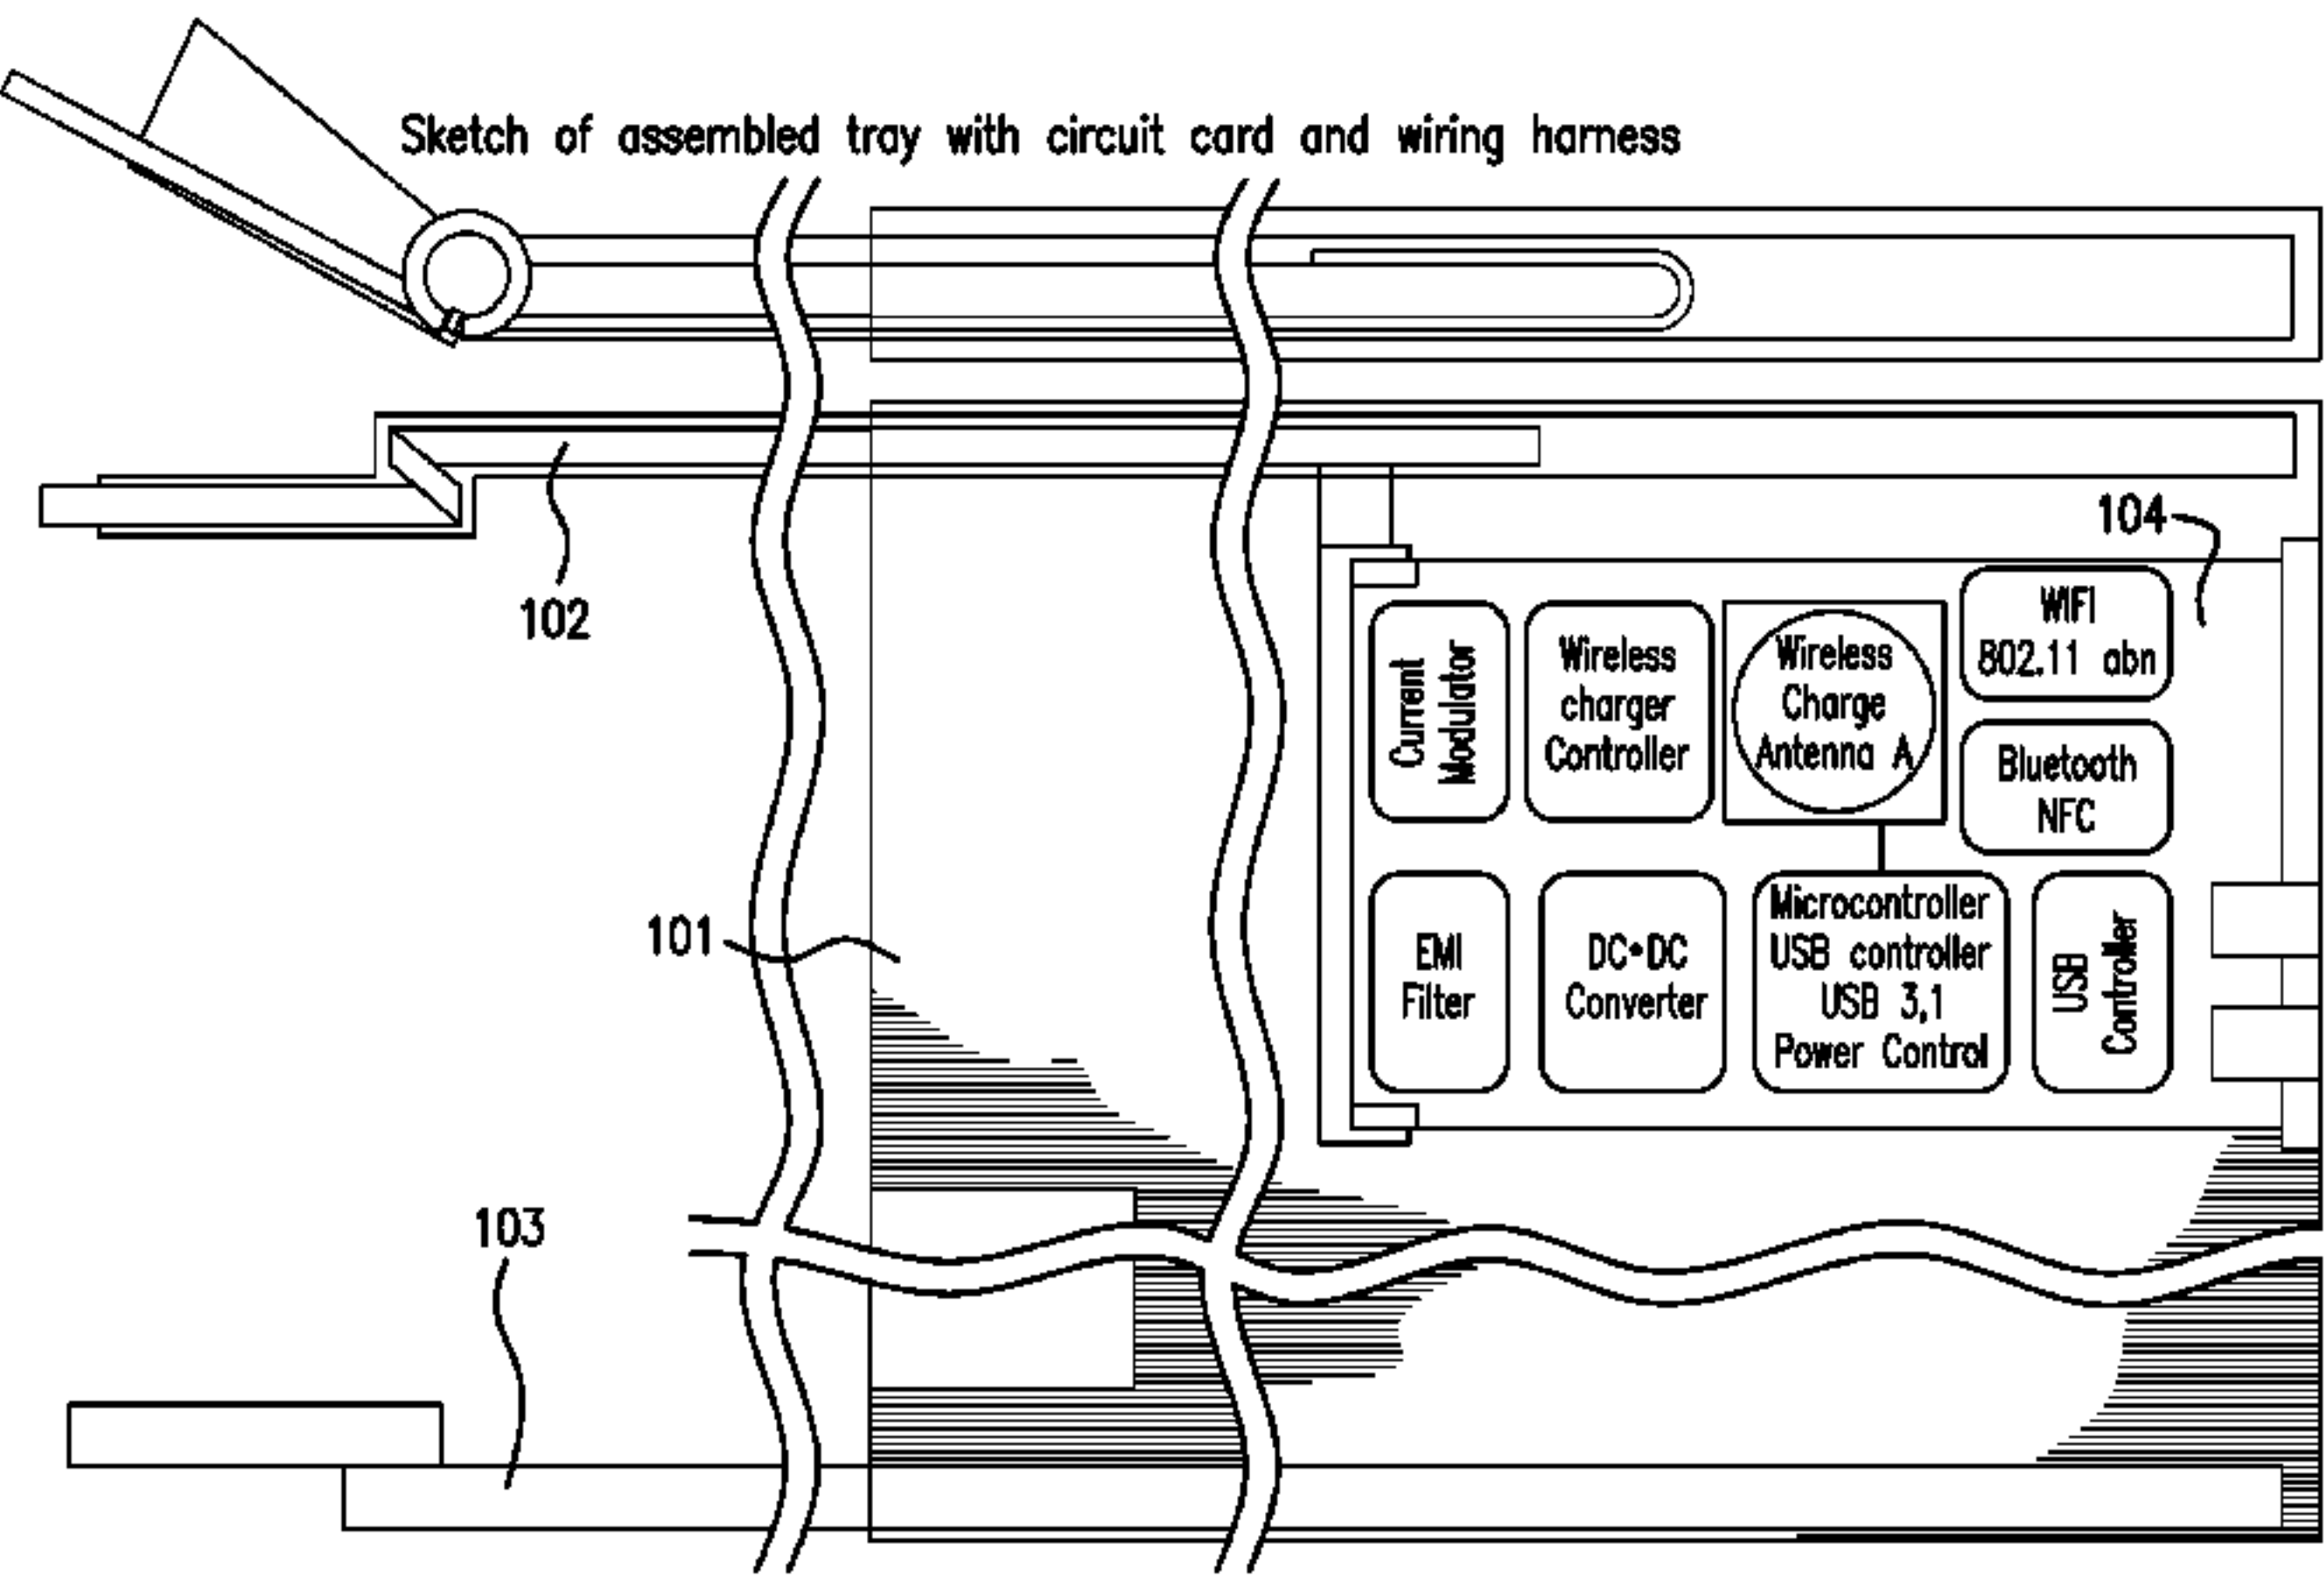 Sketch of assembled tray with circuit card and wiring harness
102
104
Current
Modulator
Wireless
charger
Controller
Wireless
Charge
Antenna A
WIFI
802.11 abn
Bluetooth
NFC
101
EMI
Filter
DC•DC
Converter
Microcontroller
USB controller
USB 3,1
Power Control
USB
Controller
103